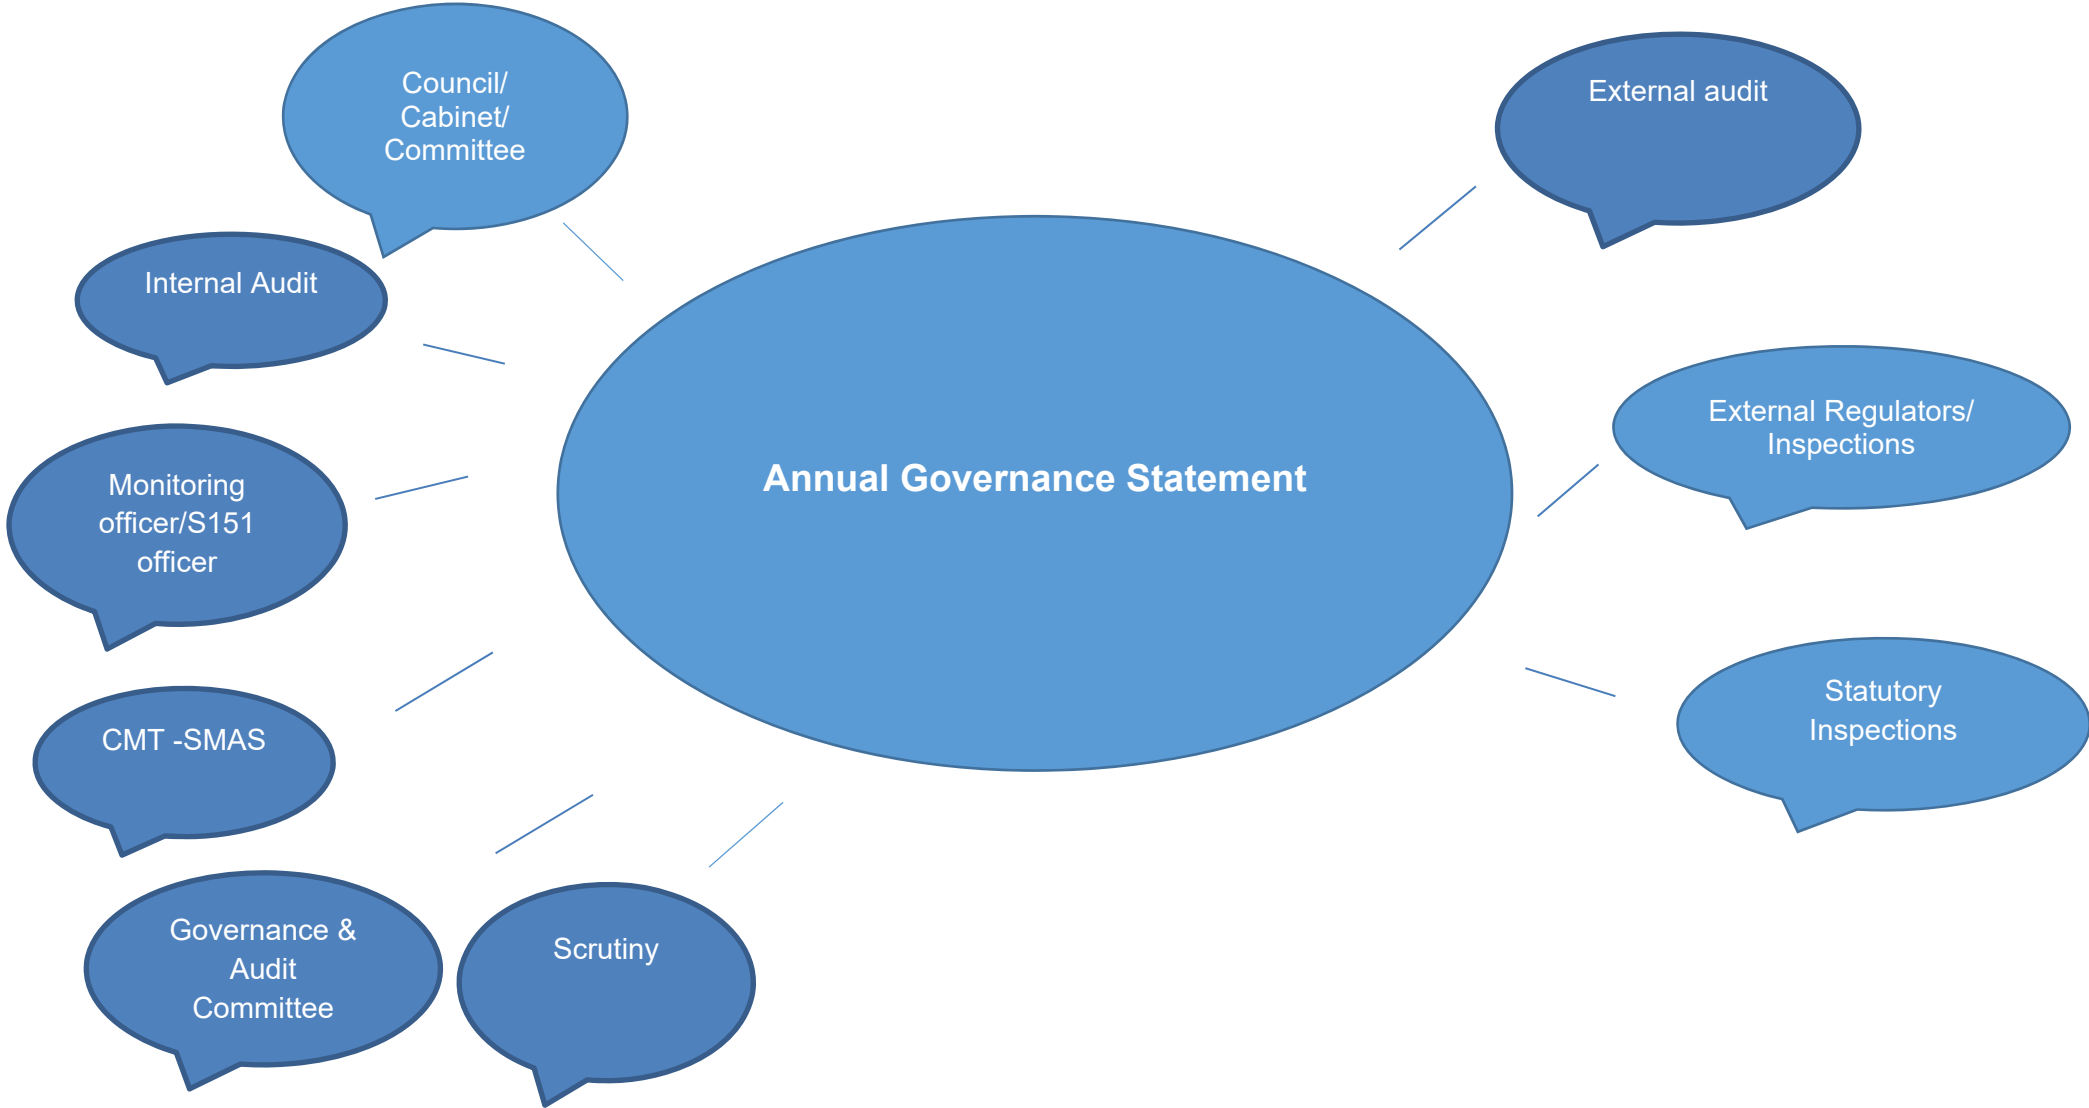 Council/
Cabinet/
Committee
External audit
Internal Audit
External Regulators/
Inspections
Annual Governance Statement
Monitoring
officer/S151
officer
Statutory
Inspections
CMT -SMAS
Governance &
Audit
Committee
Scrutiny